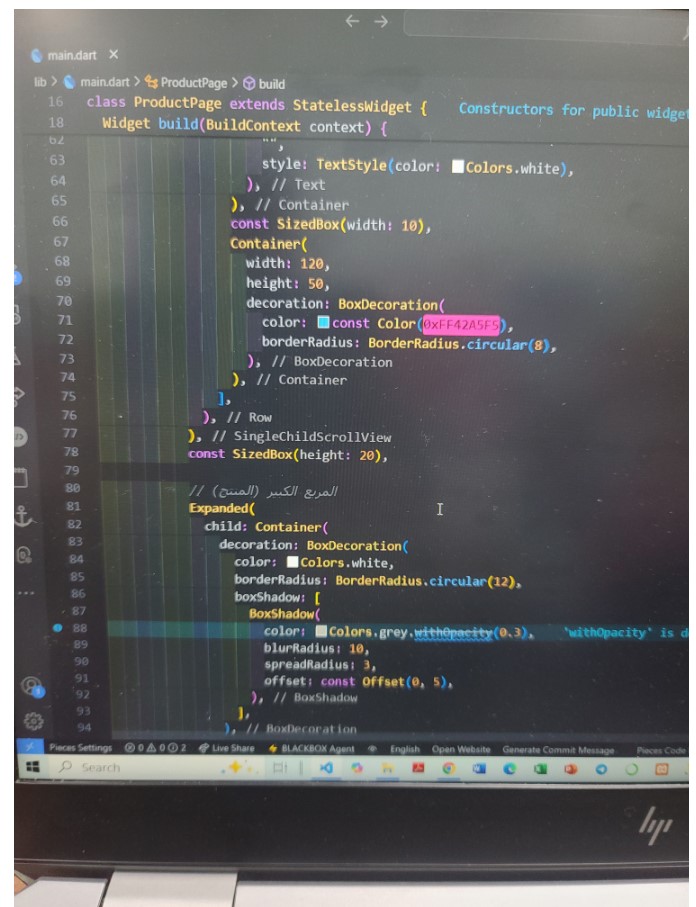 main.dart ×
lib > main.dart > ProductPage > build
16 class ProductPage extends StatelessWidget { Constructors for public widget
18 Widget build(BuildContext context) {
62 "",
63 style: TextStyle(color: Colors.white),
64 ), // Text
65 ), // Container
66 const SizedBox(width: 10),
67 Container(
68 width: 120,
69 height: 50,
70 decoration: BoxDecoration(
71 color: const Color(0xFF42A5F5),
72 borderRadius: BorderRadius.circular(8),
73 ), // BoxDecoration
74 ), // Container
75 ],
76 ), // Row
77 ), // SingleChildScrollView
78 const SizedBox(height: 20),
79
80 // المربع الكبير (المنتج)
81 Expanded(
82 child: Container(
83 decoration: BoxDecoration(
84 color: Colors.white,
85 borderRadius: BorderRadius.circular(12),
86 boxShadow: [
87 BoxShadow(
88 color: Colors.grey.withOpacity(0.3), 'withOpacity' is d
89 blurRadius: 10,
90 spreadRadius: 3,
91 offset: const Offset(0, 5),
92 ), // BoxShadow
93 ],
94 ), // BoxDecoration
Pieces Settings 0 0 2 Live Share BLACKBOX Agent English Open Website Generate Commit Message Pieces Code
Search
hp